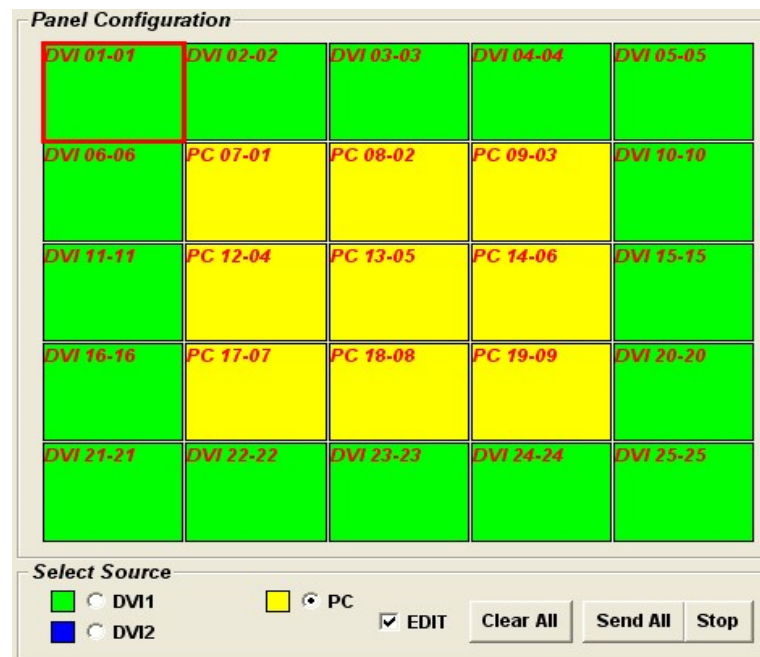 Panel Configuration
DVI 01-01 DVI 02-02 DVI 03-03 DVI 04-04 DVI 05-05
DVI 06-06 PC 07-01 PC 08-02 PC 09-03 DVI 10-10
DVI 11-11 PC 12-04 PC 13-05 PC 14-06 DVI 15-15
DVI 16-16 PC 17-07 PC 18-08 PC 19-09 DVI 20-20
DVI 21-21 DVI 22-22 DVI 23-23 DVI 24-24 DVI 25-25
Select Source
DVI1 PC
DVI2 EDIT Clear All Send All Stop